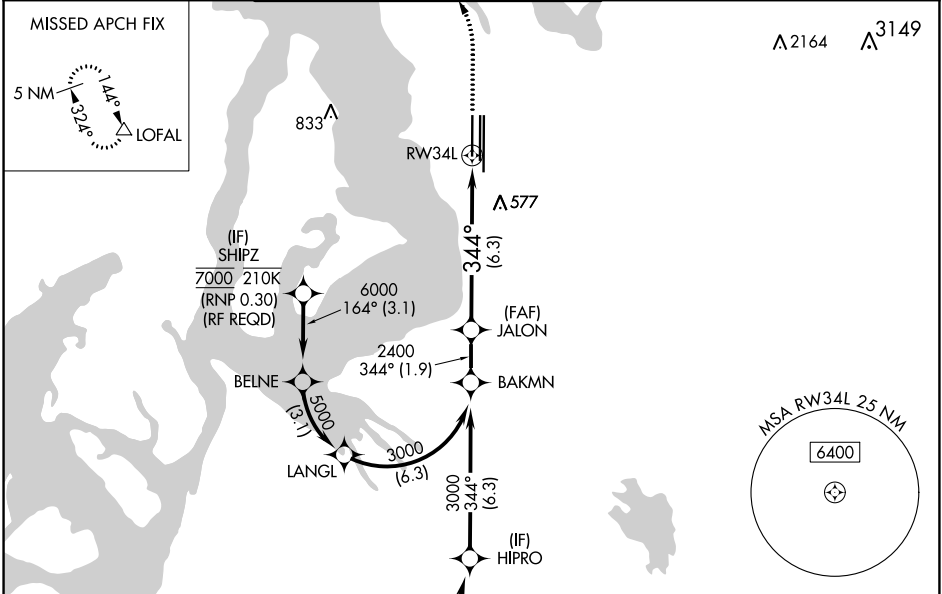 MISSED APCH FIX
5 NM
144°
324°
LOFAL
833
2164
3149
RW34L
577
(IF)
SHIPZ
7000 210K
(RNP 0.30)
(RF REQD)
6000
164° (3.1)
344°
(6.3)
(FAF)
JALON
2400
344° (1.9)
BELNE
BAKMN
5000
(3.1)
LANGL
3000
(6.3)
3000
344°
(6.3)
(IF)
HIPRO
MSA RW34L 25 NM
6400